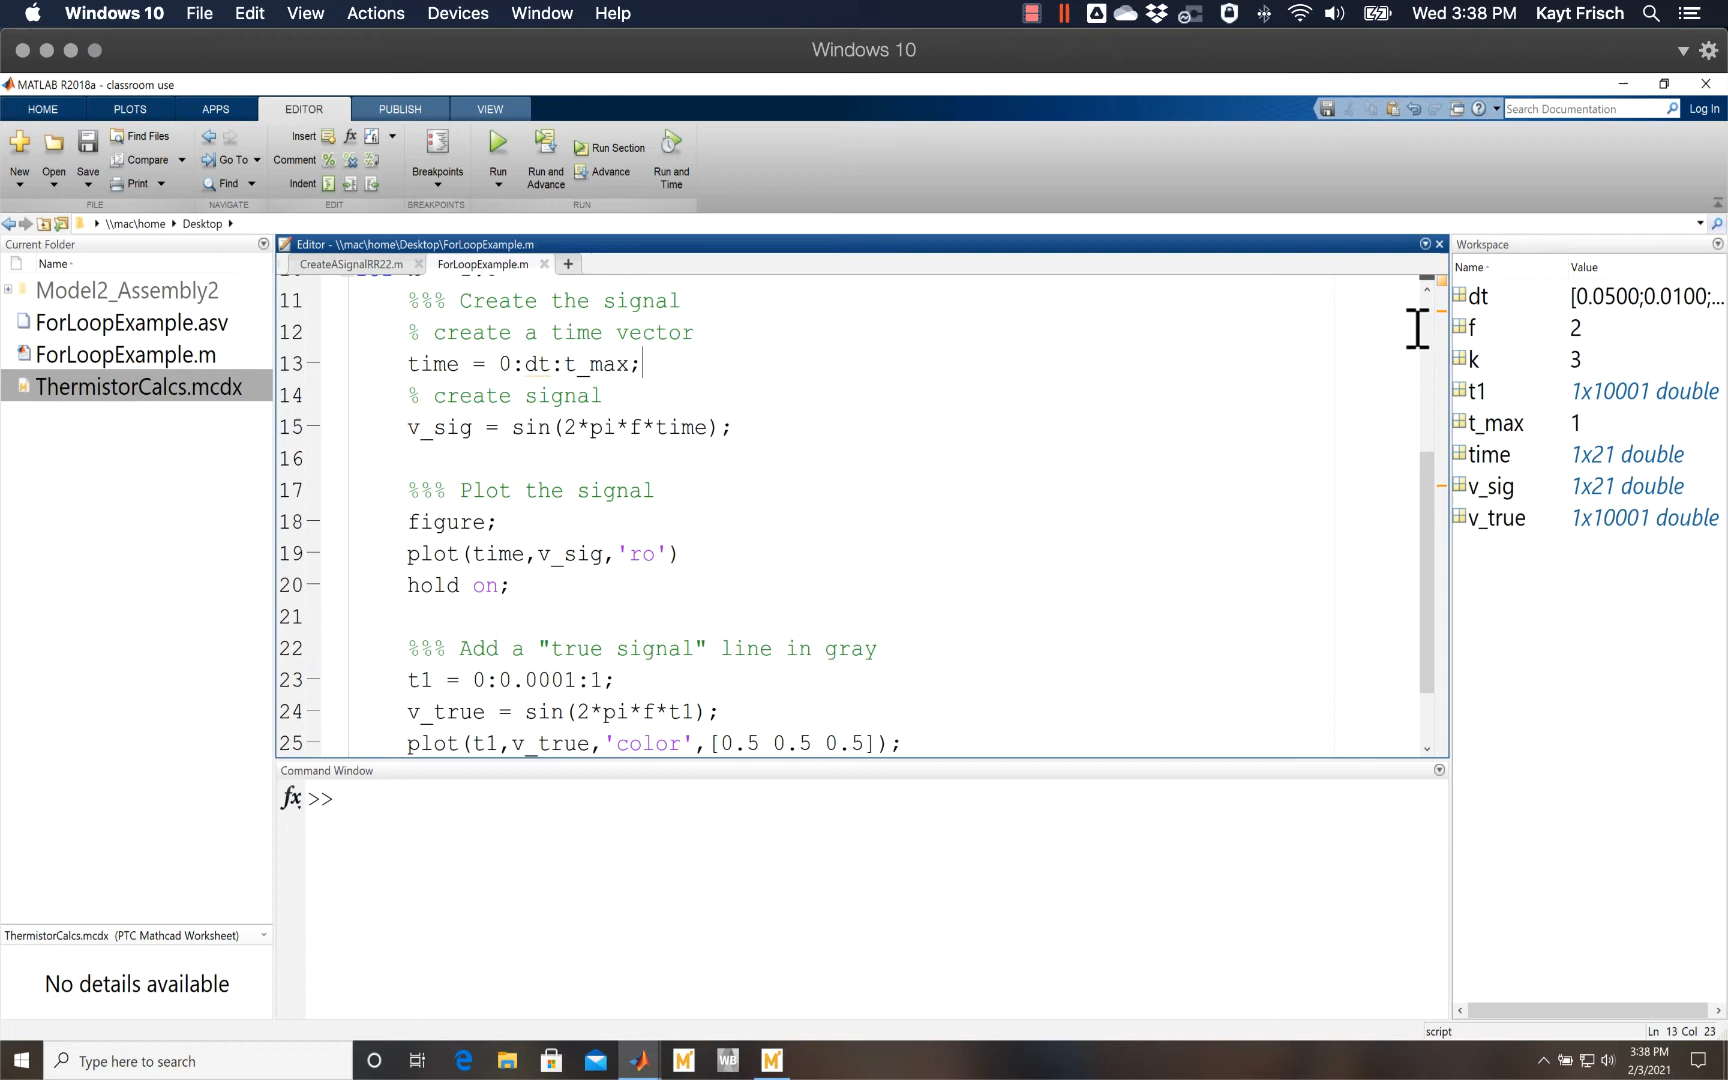 Windows 10 File Edit View Actions Devices Window Help Wed 3:38 PM Kayt Frisch
Windows 10
MATLAB R2018a - classroom use
HOME PLOTS APPS EDITOR PUBLISH VIEW Search Documentation Log In
New Open Save Find Files Compare Print
Go To Find
Insert fx
Comment % %
Indent
Breakpoints
Run
Run and Advance
Run Section
Advance
Run and Time
FILE NAVIGATE EDIT BREAKPOINTS RUN
\\mac\home Desktop
Current Folder
Name
Model2_Assembly2
ForLoopExample.asv
ForLoopExample.m
ThermistorCalcs.mcdx
ThermistorCalcs.mcdx (PTC Mathcad Worksheet)
No details available
Editor - \\mac\home\Desktop\ForLoopExample.m
CreateASignalRR22.m ForLoopExample.m
11 %%% Create the signal
12 % create a time vector
13 time = 0:dt:t_max;
14 % create signal
15 v_sig = sin(2*pi*f*time);
16
17 %%% Plot the signal
18 figure;
19 plot(time,v_sig,'ro')
20 hold on;
21
22 %%% Add a "true signal" line in gray
23 t1 = 0:0.0001:1;
24 v_true = sin(2*pi*f*t1);
25 plot(t1,v_true,'color',[0.5 0.5 0.5]);
Command Window
fx >>
Workspace
Name Value
dt [0.0500;0.0100;...
f 2
k 3
t1 1x10001 double
t_max 1
time 1x21 double
v_sig 1x21 double
v_true 1x10001 double
script Ln 13 Col 23
Type here to search
WB
3:38 PM
2/3/2021